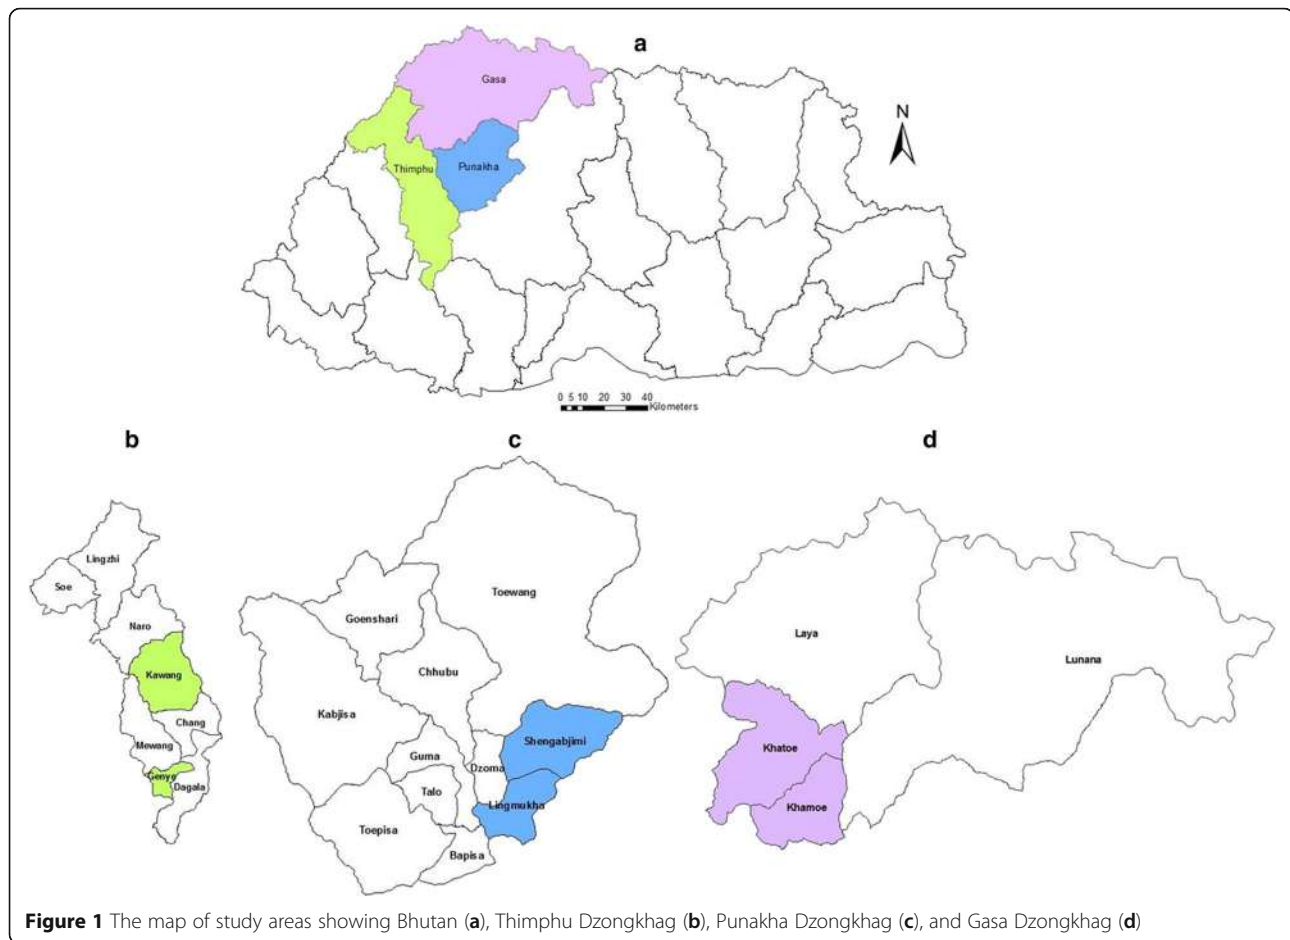 a
Gasa
N
Thimphu
Punakha
0 5 10 20 30 40
Kilometers
b
c
d
Lingzhi
Soe
Naro
Kawang
Chang
Mewang
Genye
Dagala
Toewang
Goenshari
Chhubu
Kabjisa
Shengabjimi
Guma
Dzoma
Talo
Lingmukha
Toepisa
Bapisa
Laya
Lunana
Khatoe
Khamoe
Figure 1 The map of study areas showing Bhutan (a), Thimphu Dzongkhag (b), Punakha Dzongkhag (c), and Gasa Dzongkhag (d)